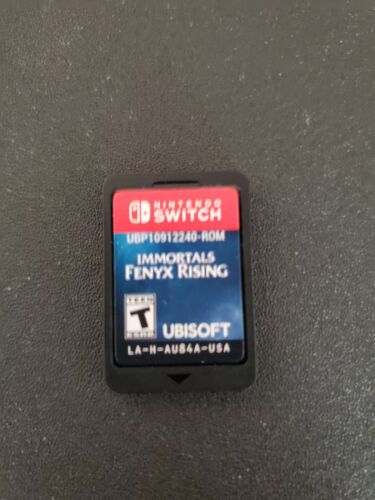 NINTENDO
SWITCH
UBP10912240-ROM
IMMORTALS
FENYX RISING
TEEN
T
ESRB
UBISOFT
LA-H-AU84A-USA